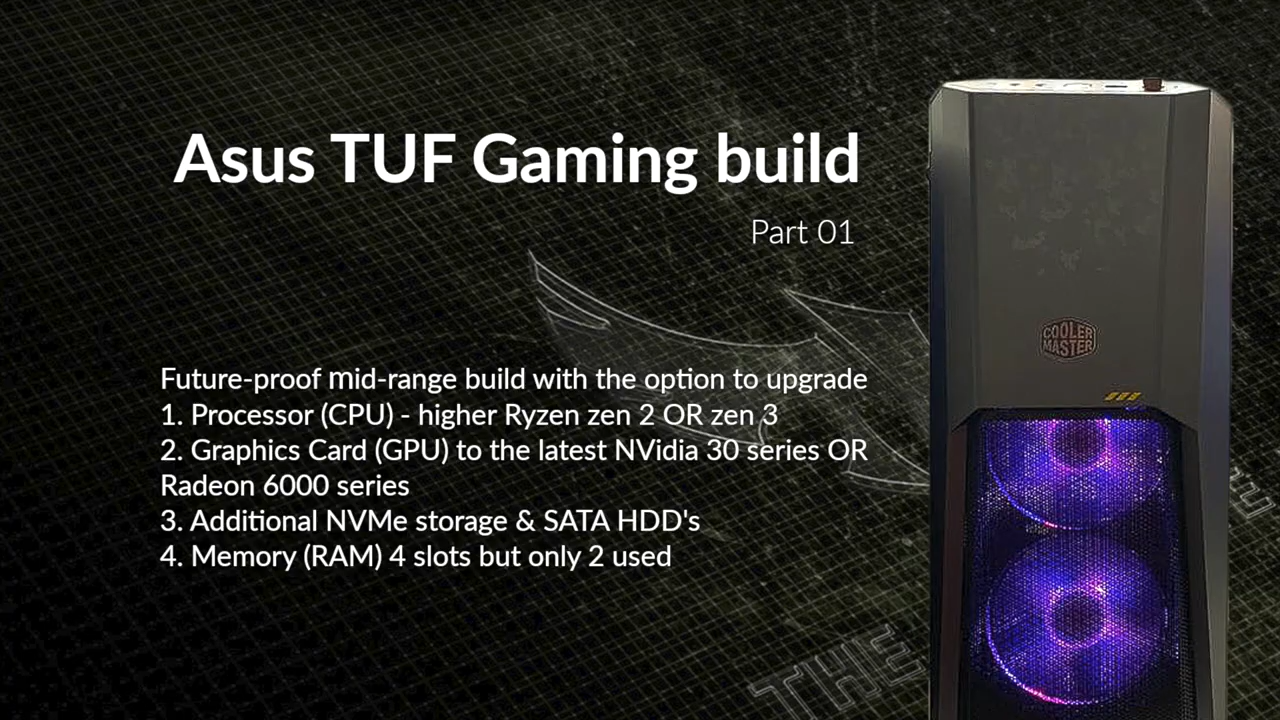 Asus TUF Gaming build
Part 01
COOLER
MASTER
Future-proof mid-range build with the option to upgrade
1. Processor (CPU) - higher Ryzen zen 2 OR zen 3
2. Graphics Card (GPU) to the latest NVidia 30 series OR
Radeon 6000 series
3. Additional NVMe storage & SATA HDD's
4. Memory (RAM) 4 slots but only 2 used
THE